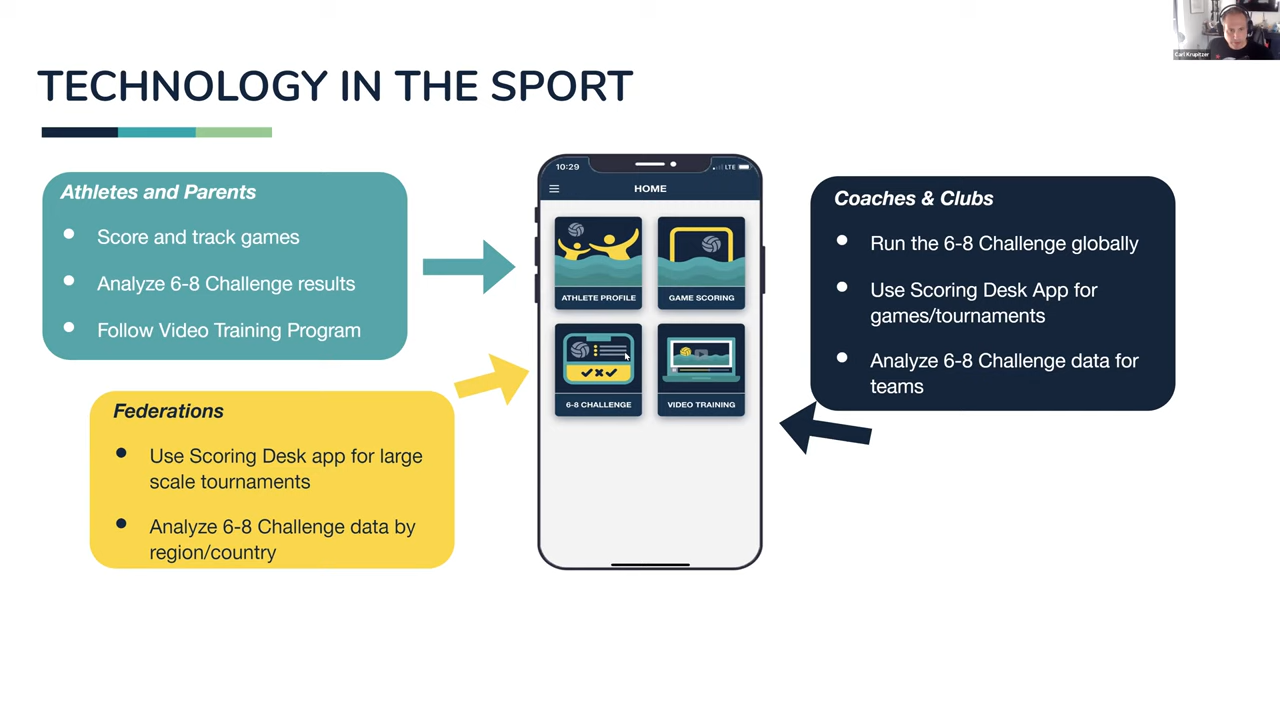 Carl Krupitzer
TECHNOLOGY IN THE SPORT
Athletes and Parents
Score and track games
Analyze 6-8 Challenge results
Follow Video Training Program
Federations
Use Scoring Desk app for large
scale tournaments
Analyze 6-8 Challenge data by
region/country
10:29
LTE
HOME
ATHLETE PROFILE
GAME SCORING
6-8 CHALLENGE
VIDEO TRAINING
Coaches & Clubs
Run the 6-8 Challenge globally
Use Scoring Desk App for
games/tournaments
Analyze 6-8 Challenge data for
teams